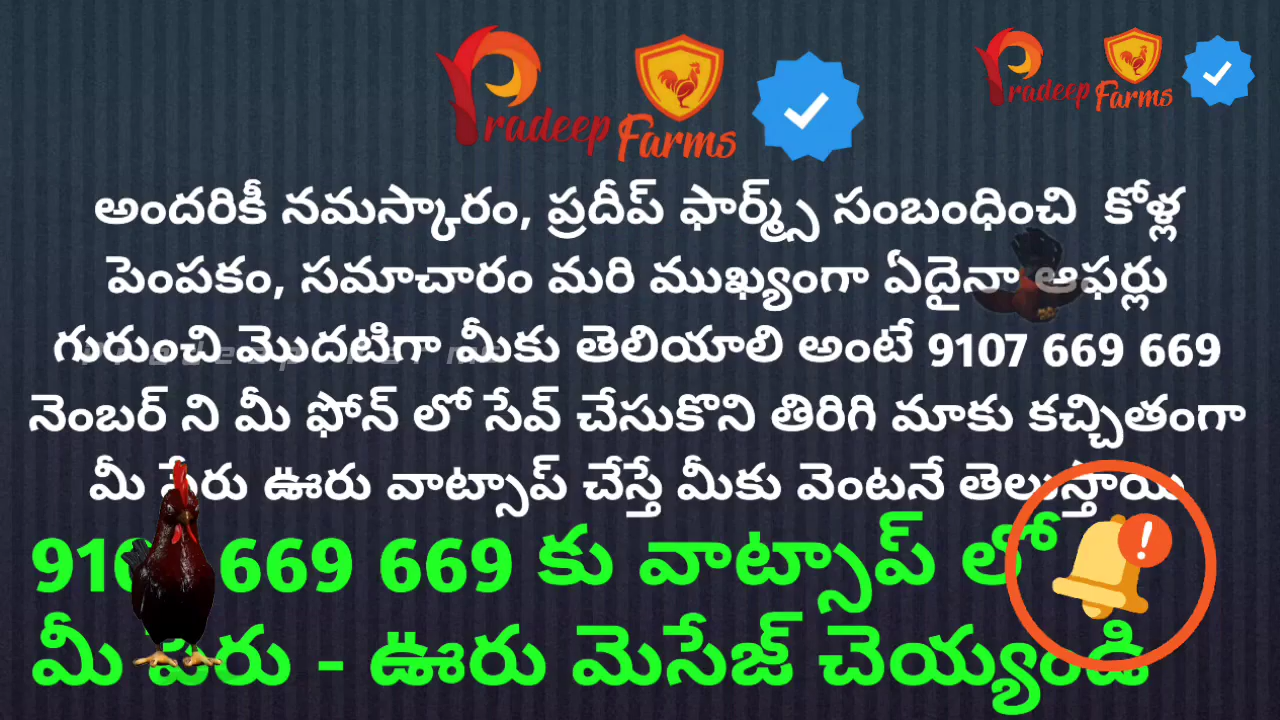 Pradeep Farms
Pradeep Farms
అందరికీ నమస్కారం, ప్రదీప్ ఫార్మ్స్ సంబంధించి కోళ్ల
పెంపకం, సమాచారం మరి ముఖ్యంగా ఏదైనా ఆఫర్లు
గురుంచి మొదటిగా మీకు తెలియాలి అంటే 9107 669 669
నెంబర్ ని మీ ఫోన్ లో సేవ్ చేసుకొని తిరిగి మాకు కచ్చితంగా
మీ పేరు ఊరు వాట్సాప్ చేస్తే మీకు వెంటనే తెలుస్తాయి
9107 669 669 కు వాట్సాప్ లో
మీ పేరు - ఊరు మెసేజ్ చెయ్యండి